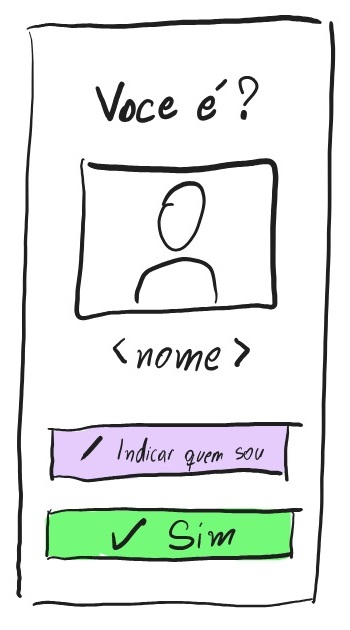 Voce é?
<nome>
Indicar quem sou
✓ Sim